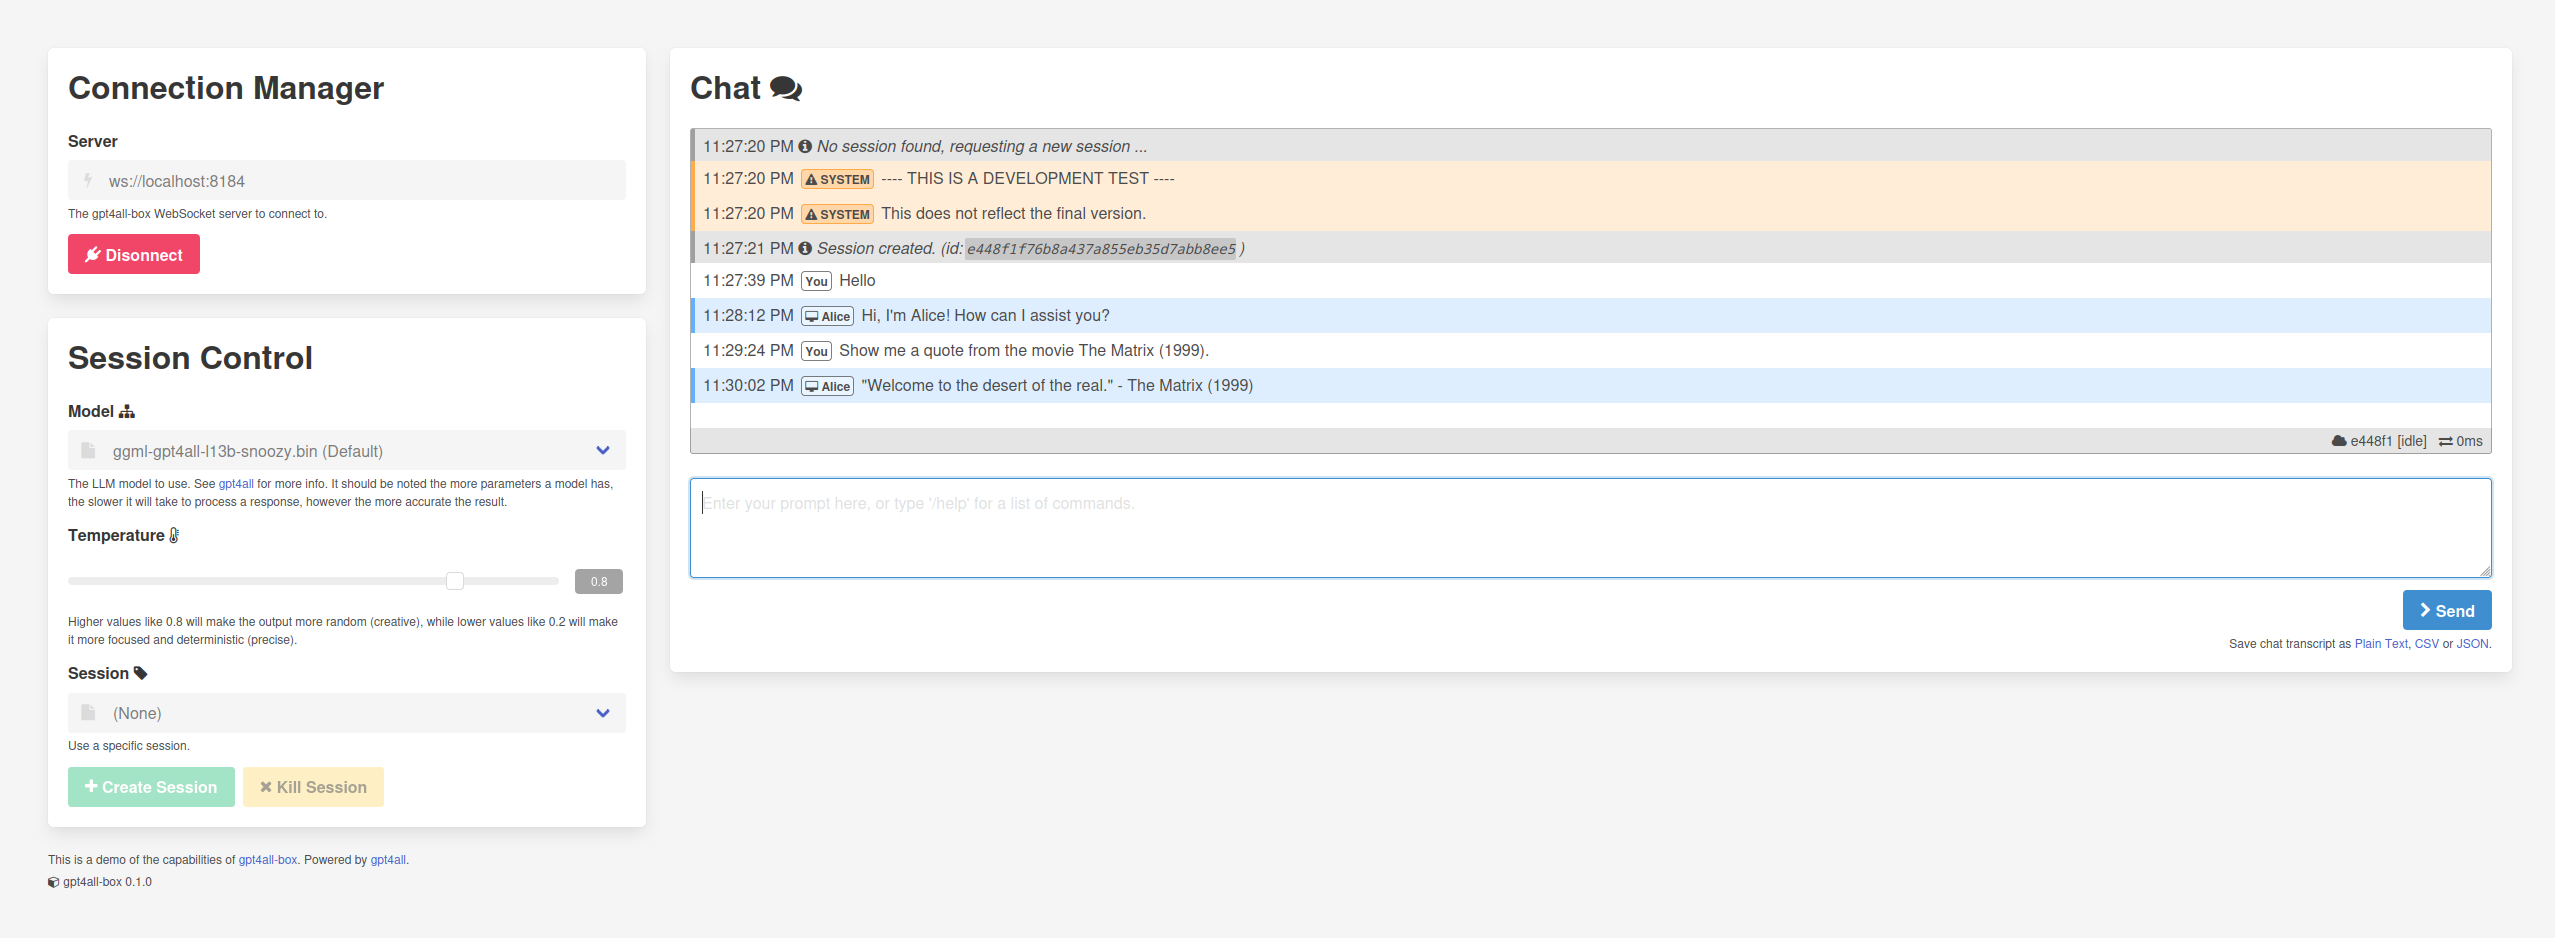 Connection Manager
Server
ws://localhost:8184
The gpt4all-box WebSocket server to connect to.
Disonnect
Session Control
Model
ggml-gpt4all-l13b-snoozy.bin (Default)
The LLM model to use. See gpt4all for more info. It should be noted the more parameters a model has,
the slower it will take to process a response, however the more accurate the result.
Temperature
0.8
Higher values like 0.8 will make the output more random (creative), while lower values like 0.2 will make
it more focused and deterministic (precise).
Session
(None)
Use a specific session.
Create Session Kill Session
This is a demo of the capabilities of gpt4all-box. Powered by gpt4all.
gpt4all-box 0.1.0
Chat
11:27:20 PM No session found, requesting a new session ...
11:27:20 PM SYSTEM ---- THIS IS A DEVELOPMENT TEST ----
11:27:20 PM SYSTEM This does not reflect the final version.
11:27:21 PM Session created. (id: e448f1f76b8a437a855eb35d7abb8ee5 )
11:27:39 PM You Hello
11:28:12 PM Alice Hi, I'm Alice! How can I assist you?
11:29:24 PM You Show me a quote from the movie The Matrix (1999).
11:30:02 PM Alice "Welcome to the desert of the real." - The Matrix (1999)
e448f1 [idle] 0ms
Enter your prompt here, or type '/help' for a list of commands.
Send
Save chat transcript as Plain Text, CSV or JSON.